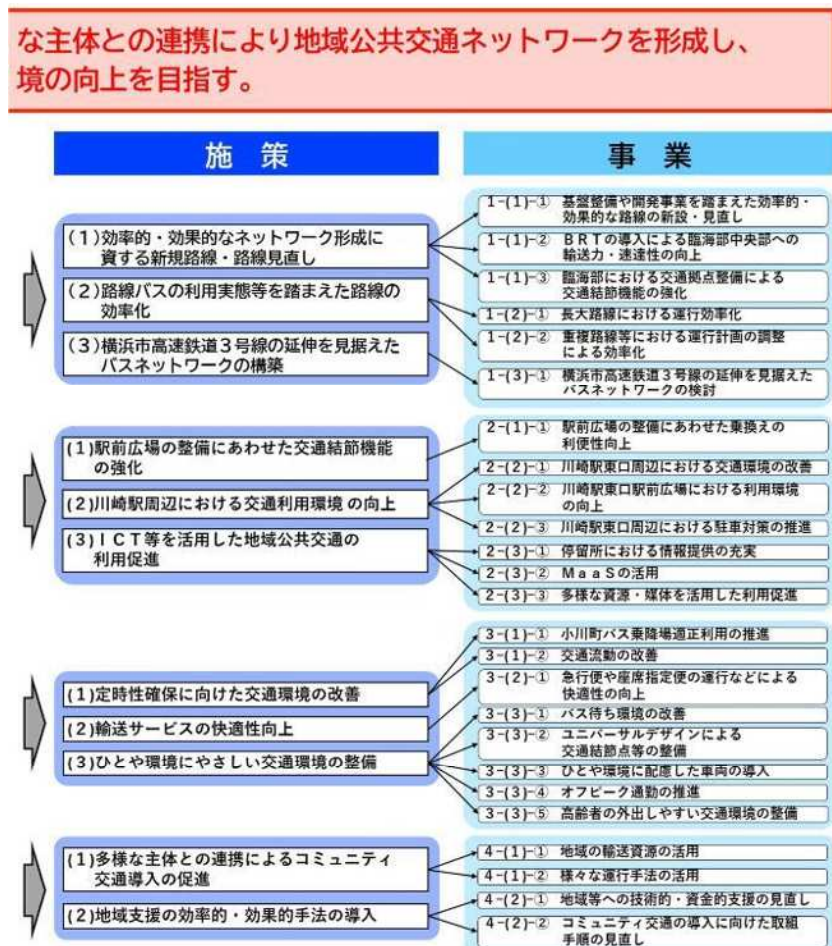 な主体との連携により地域公共交通ネットワークを形成し、
境の向上を目指す。
施 策
(1)効率的・効果的なネットワーク形成に
資する新規路線・路線見直し
(2)路線バスの利用実態等を踏まえた路線の
効率化
(3)横浜市高速鉄道3号線の延伸を見据えた
バスネットワークの構築
事 業
1-(1)-① 基盤整備や開発事業を踏まえた効率的・
効果的な路線の新設・見直し
1-(1)-② BRTの導入による臨海部中央部への
輸送力・速達性の向上
1-(1)-③ 臨海部における交通拠点整備による
交通結節機能の強化
1-(2)-① 長大路線における運行効率化
1-(2)-② 重複路線等における運行計画の調整
による効率化
1-(3)-① 横浜市高速鉄道3号線の延伸を見据えた
バスネットワークの検討
(1)駅前広場の整備にあわせた交通結節機能
の強化
(2)川崎駅周辺における交通利用環境 の向上
(3)ICT等を活用した地域公共交通の
利用促進
2-(1)-① 駅前広場の整備にあわせた乗換えの
利便性向上
2-(2)-① 川崎駅東口周辺における交通環境の改善
2-(2)-② 川崎駅東口駅前広場における利用環境
の向上
2-(2)-③ 川崎駅東口周辺における駐車対策の推進
2-(3)-① 停留所における情報提供の充実
2-(3)-② MaaSの活用
2-(3)-③ 多様な資源・媒体を活用した利用促進
(1)定時性確保に向けた交通環境の改善
(2)輸送サービスの快適性向上
(3)ひとや環境にやさしい交通環境の整備
3-(1)-① 小川町バス乗降場適正利用の推進
3-(1)-② 交通流動の改善
3-(2)-① 急行便や座席指定便の運行などによる
快適性の向上
3-(3)-① バス待ち環境の改善
3-(3)-② ユニバーサルデザインによる
交通結節点等の整備
3-(3)-③ ひとや環境に配慮した車両の導入
3-(3)-④ オフピーク通勤の推進
3-(3)-⑤ 高齢者の外出しやすい交通環境の整備
(1)多様な主体との連携によるコミュニティ
交通導入の促進
(2)地域支援の効率的・効果的手法の導入
4-(1)-① 地域の輸送資源の活用
4-(1)-② 様々な運行手法の活用
4-(2)-① 地域等への技術的・資金的支援の見直し
4-(2)-② コミュニティ交通の導入に向けた取組
手順の見直し